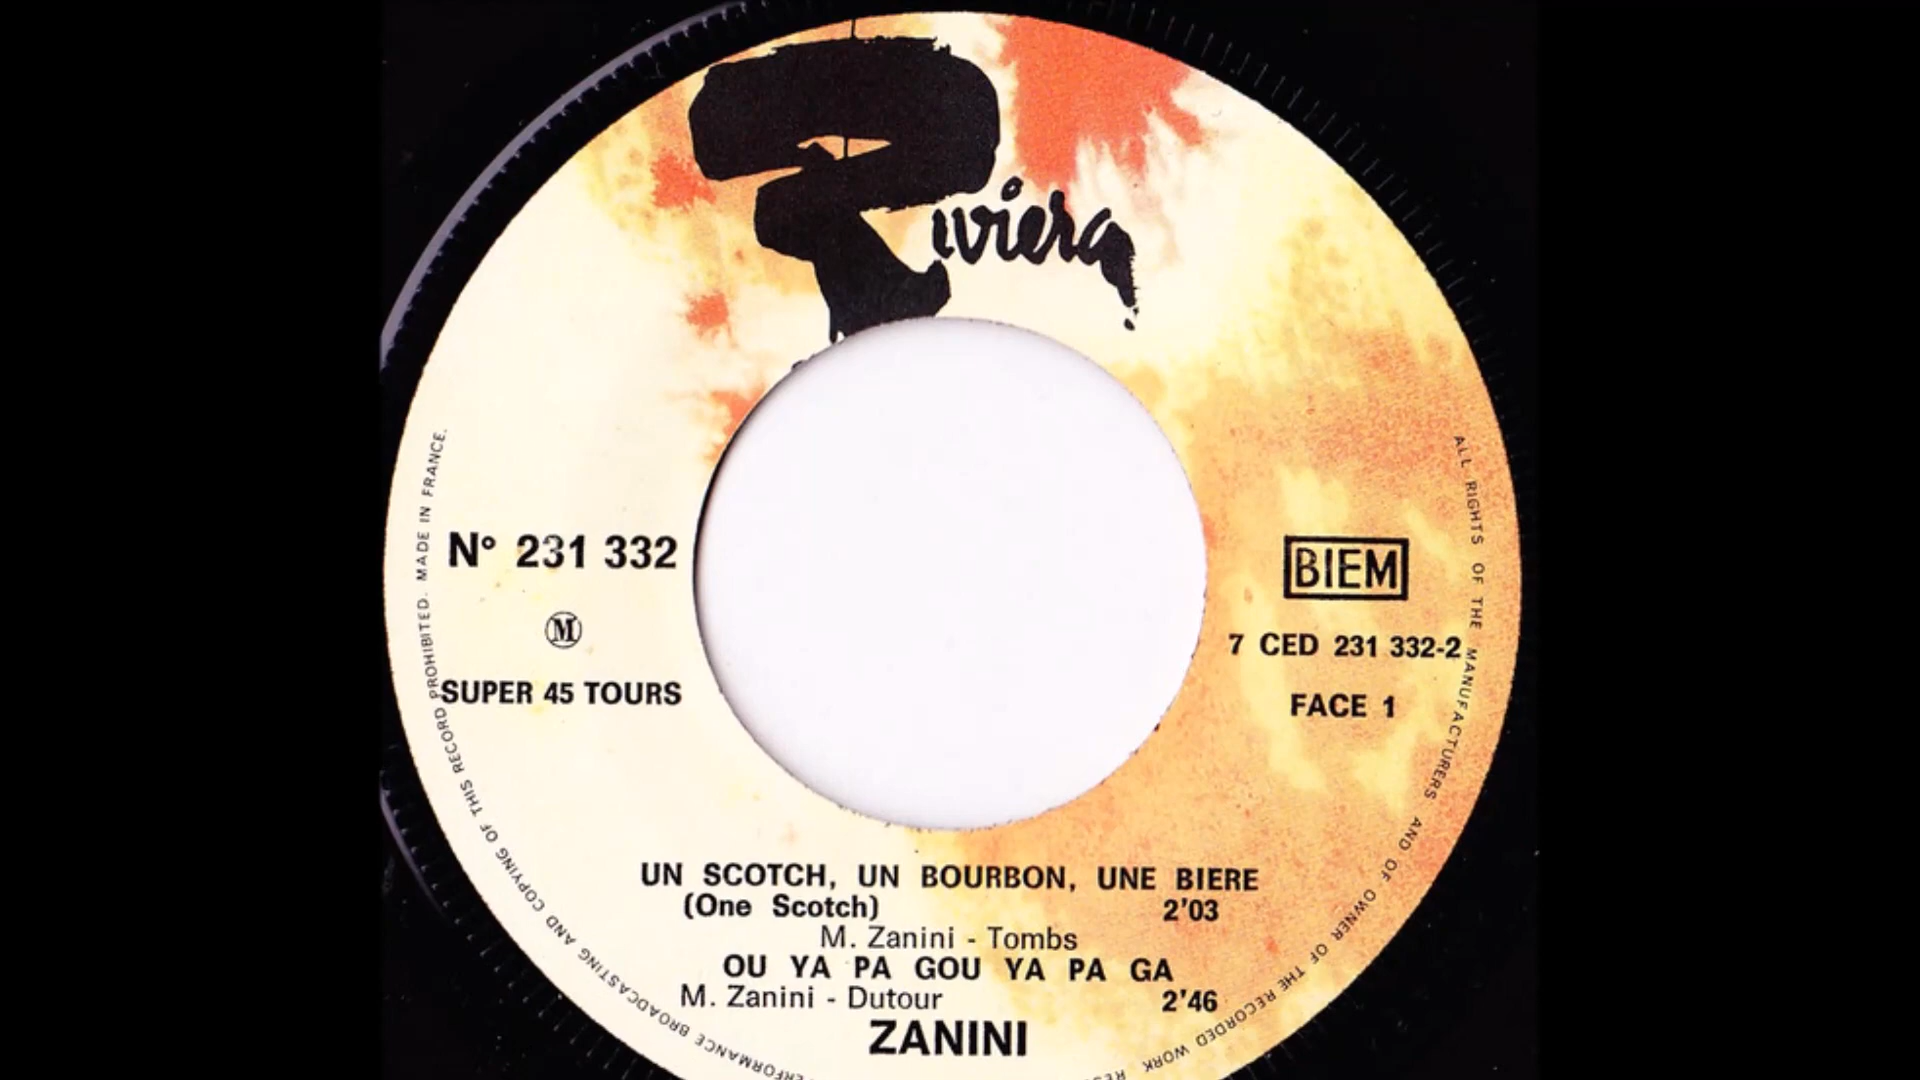 Riviera
N° 231 332
M
SUPER 45 TOURS
BIEM
7 CED 231 332-2
FACE 1
UN SCOTCH, UN BOURBON, UNE BIERE
(One Scotch) 2'03
M. Zanini - Tombs
OU YA PA GOU YA PA GA
M. Zanini - Dutour 2'46
ZANINI
ALL RIGHTS OF THE MANUFACTURERS AND OF OWNER OF THE RECORDED WORK
PERFORMANCE BROADCASTING AND COPYING OF THIS RECORD PROHIBITED. MADE IN FRANCE.